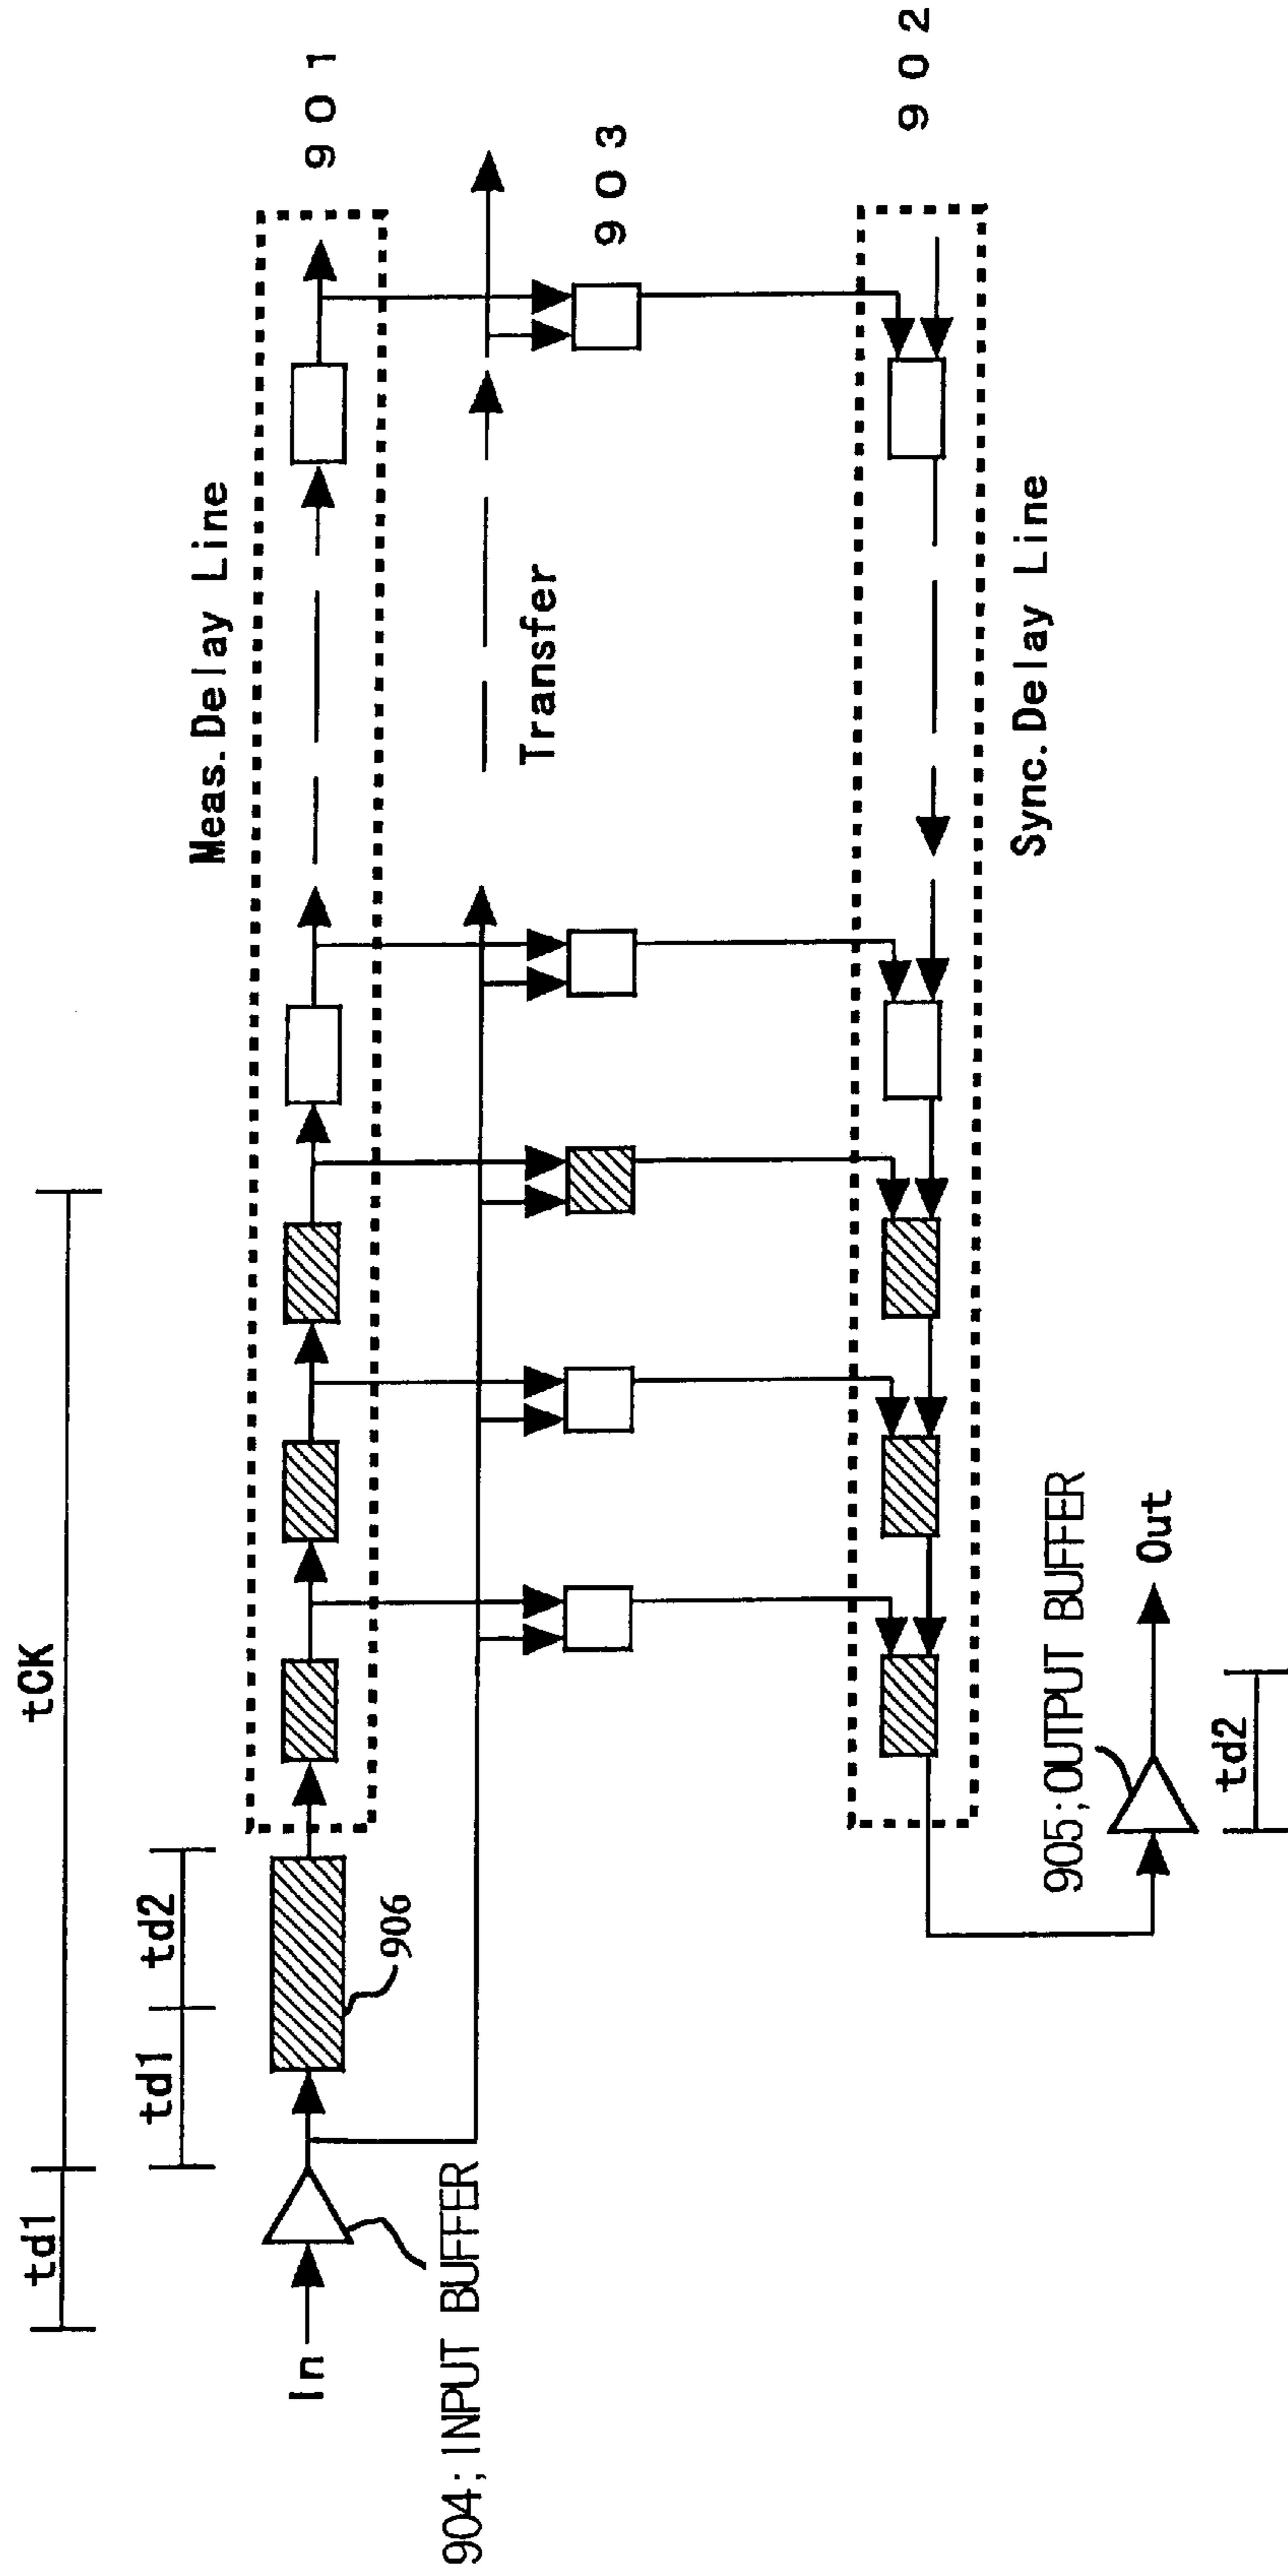 td1
tCK
td1
td2
In
904;INPUT BUFFER
906
Meas.Delay Line
901
Transfer
903
902
Sync.Delay Line
905;OUTPUT BUFFER
Out
td2